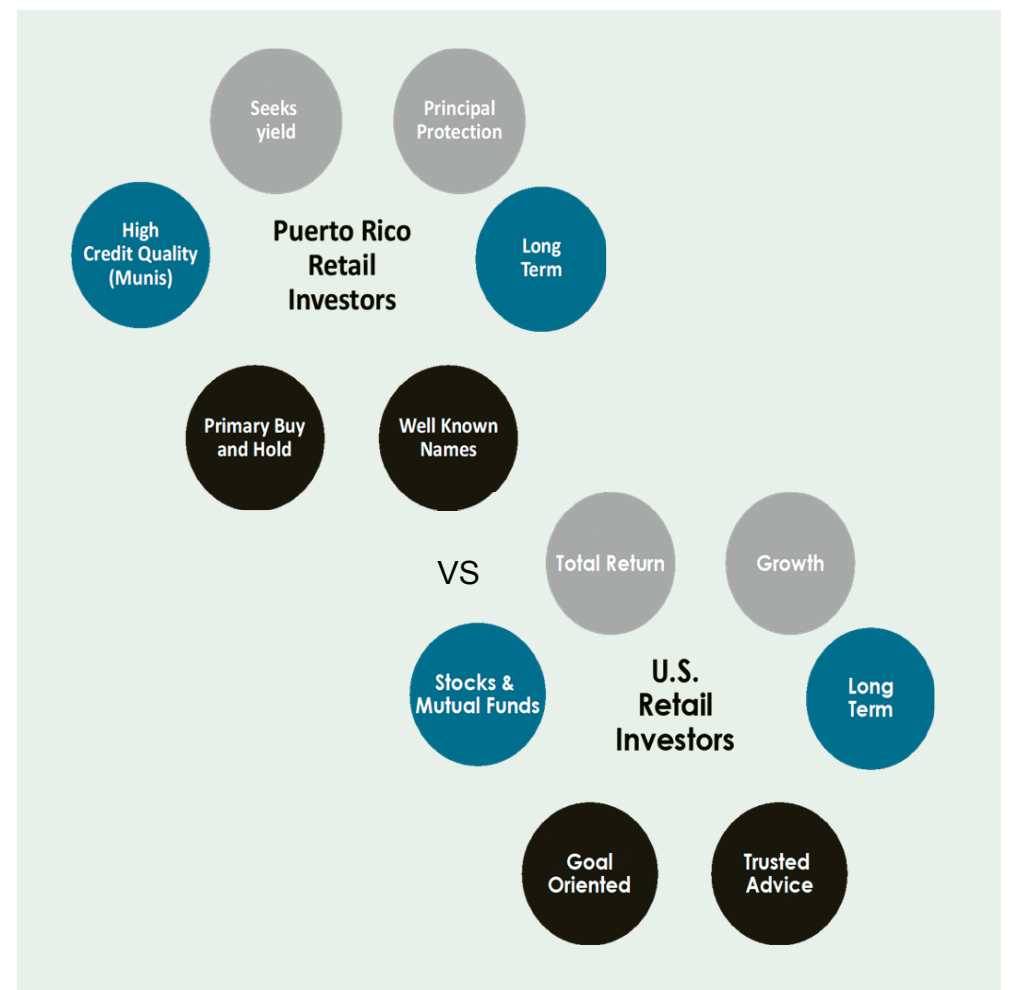 Seeks
yield
Principal
Protection
High
Credit Quality
(Munis)
Puerto Rico
Retail
Investors
Long
Term
Primary Buy
and Hold
Well Known
Names
VS
Total Return
Growth
Stocks &
Mutual Funds
U.S.
Retail
Investors
Long
Term
Goal
Oriented
Trusted
Advice